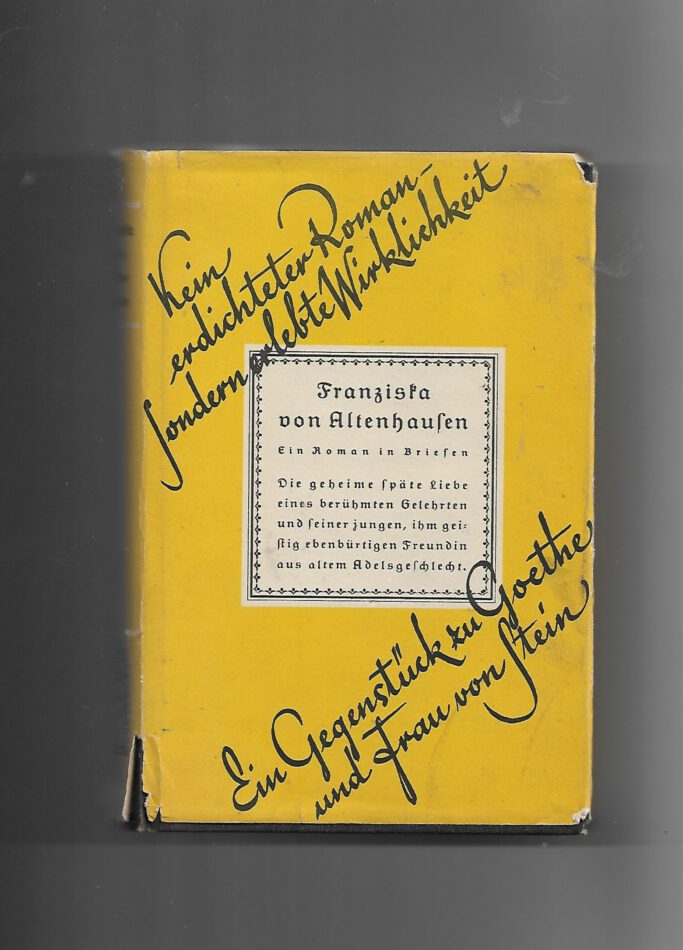 Kein
erdichteter Roman –
sondern erlebte Wirklichkeit
Franziska
von Altenhausen
Ein Roman in Briefen
Die geheime späte Liebe
eines berühmten Gelehrten
und seiner jungen, ihm gei-
stig ebenbürtigen Freundin
aus altem Adelsgeschlecht.
Ein Gegenstück zu Goethe
und Frau von Stein